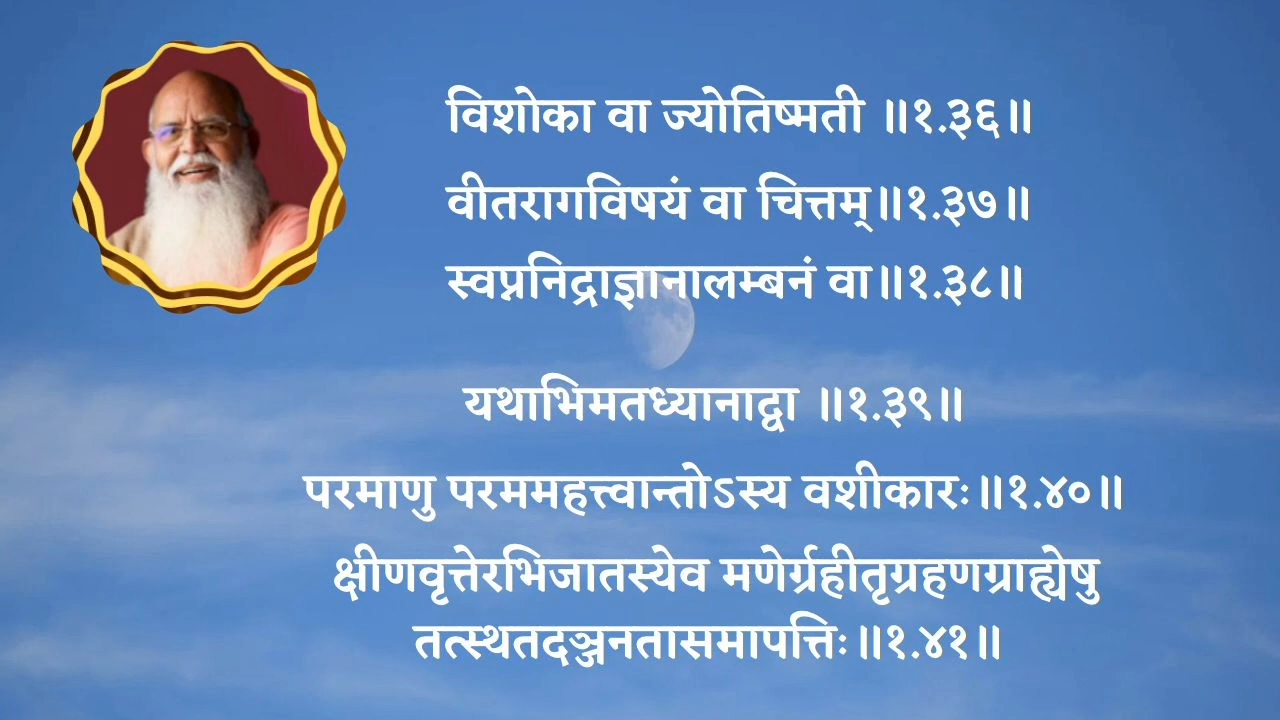 विशोका वा ज्योतिष्मती ॥१.३६॥
वीतरागविषयं वा चित्तम्॥१.३७॥
स्वप्ननिद्राज्ञानालम्बनं वा॥१.३८॥
यथाभिमतध्यानाद्वा ॥१.३९॥
परमाणु परममहत्त्वान्तोऽस्य वशीकारः॥१.४०॥
क्षीणवृत्तेरभिजातस्येव मणेर्ग्रहीतृग्रहणग्राह्येषु
तत्स्थतदञ्जनतासमापत्तिः॥१.४१॥